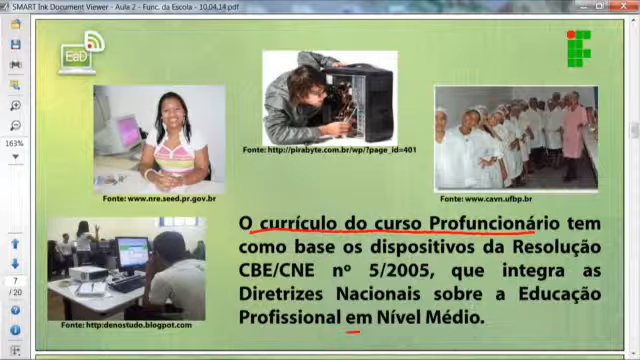 SMART Ink Document Viewer - Aula 2 - Func. da Escola - 10.04.14.pdf
EaD
Fonte: http://pirabyte.com.br/wp/?page_id=401
Fonte: www.nre.seed.pr.gov.br
Fonte: www.cavn.ufbp.br
163%
O currículo do curso Profuncionário tem
como base os dispositivos da Resolução
CBE/CNE nº 5/2005, que integra as
Diretrizes Nacionais sobre a Educação
Profissional em Nível Médio.
7
/ 20
Fonte: http:denostudo.blogspot.com